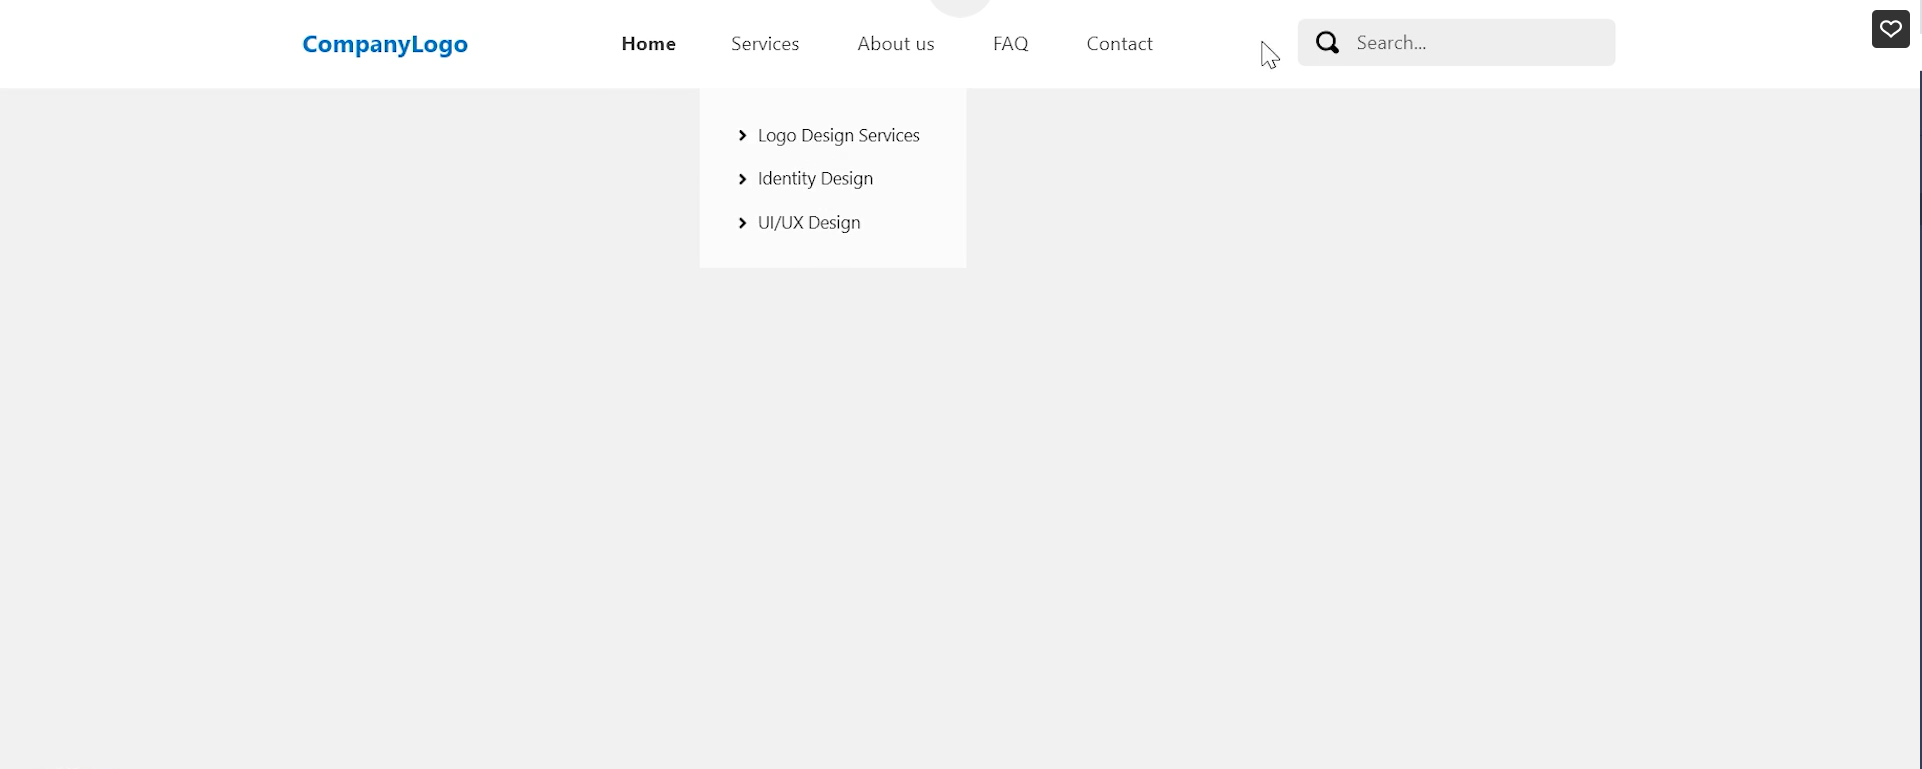 CompanyLogo Home Services About us FAQ Contact Search...
Logo Design Services
Identity Design
UI/UX Design